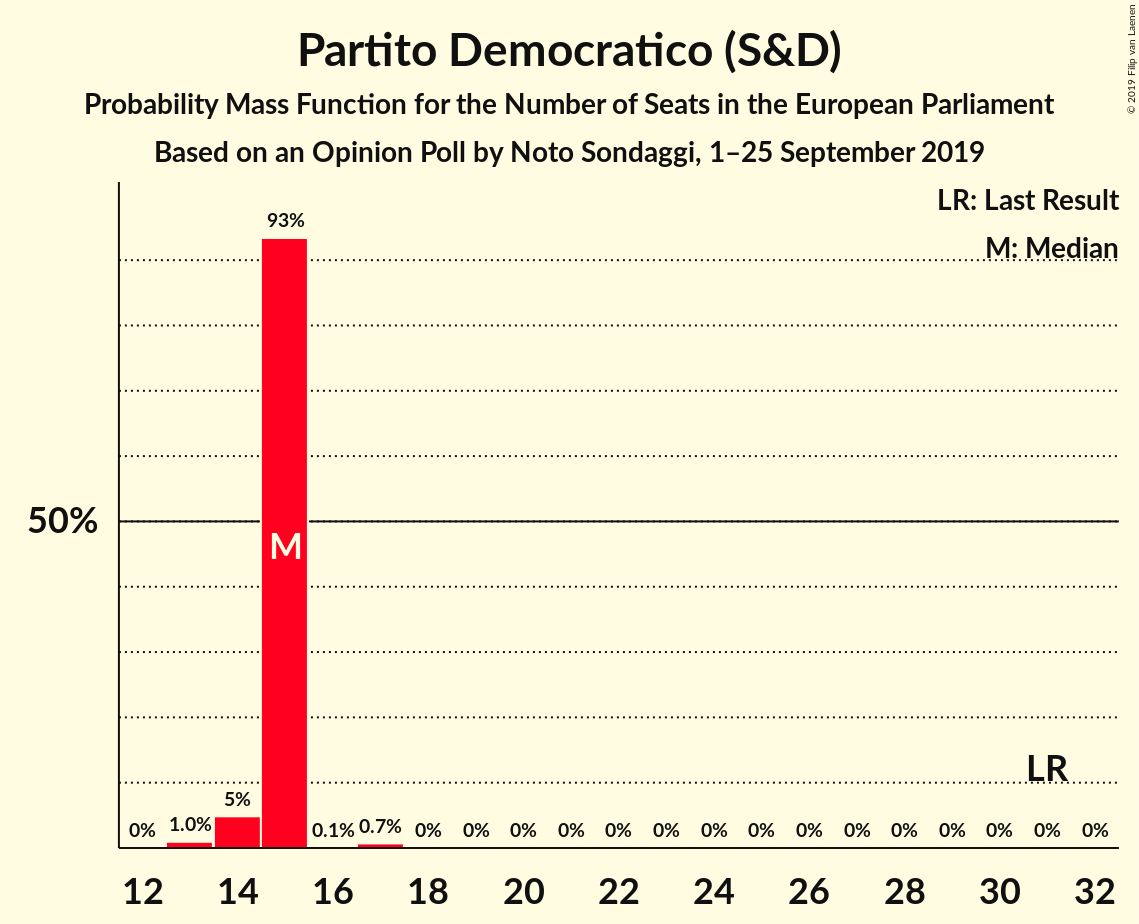 Partito Democratico (S&D)
Probability Mass Function for the Number of Seats in the European Parliament
Based on an Opinion Poll by Noto Sondaggi, 1–25 September 2019
© 2019 Filip van Laenen
LR: Last Result
M: Median
93%
50%
M
LR
0% 1.0% 5% 0.1% 0.7% 0% 0% 0% 0% 0% 0% 0% 0% 0% 0% 0% 0% 0% 0% 0%
12 14 16 18 20 22 24 26 28 30 32